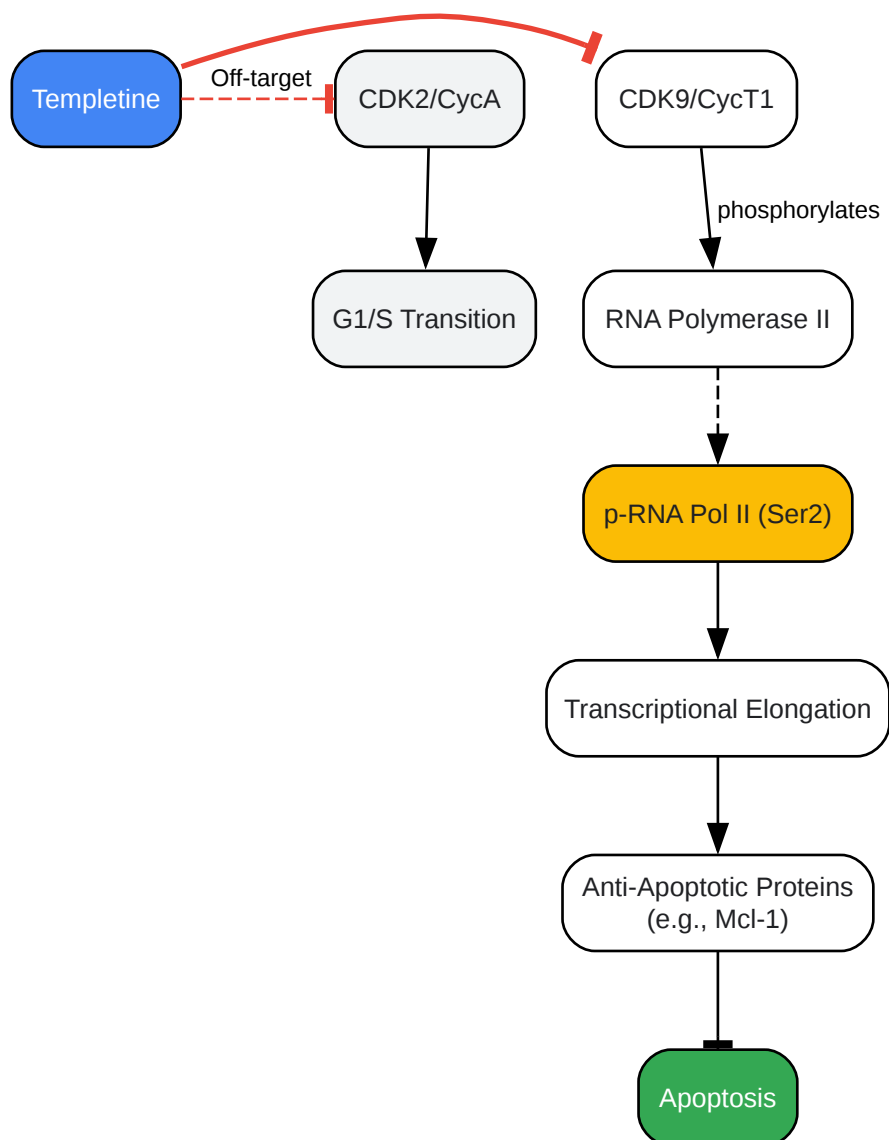 Off-target
Templetine
CDK2/CycA
CDK9/CycT1
phosphorylates
G1/S Transition
RNA Polymerase II
p-RNA Pol II (Ser2)
Transcriptional Elongation
Anti-Apoptotic Proteins
(e.g., Mcl-1)
Apoptosis